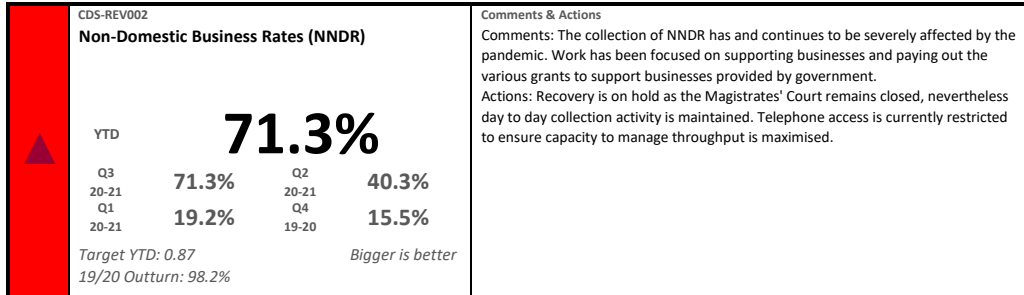 CDS-REV002
Non-Domestic Business Rates (NNDR)
YTD 71.3%
Q3 20-21 71.3% Q2 20-21 40.3%
Q1 20-21 19.2% Q4 19-20 15.5%
Target YTD: 0.87 Bigger is better
19/20 Outturn: 98.2%
Comments & Actions
Comments: The collection of NNDR has and continues to be severely affected by the
pandemic. Work has been focused on supporting businesses and paying out the
various grants to support businesses provided by government.
Actions: Recovery is on hold as the Magistrates' Court remains closed, nevertheless
day to day collection activity is maintained. Telephone access is currently restricted
to ensure capacity to manage throughput is maximised.